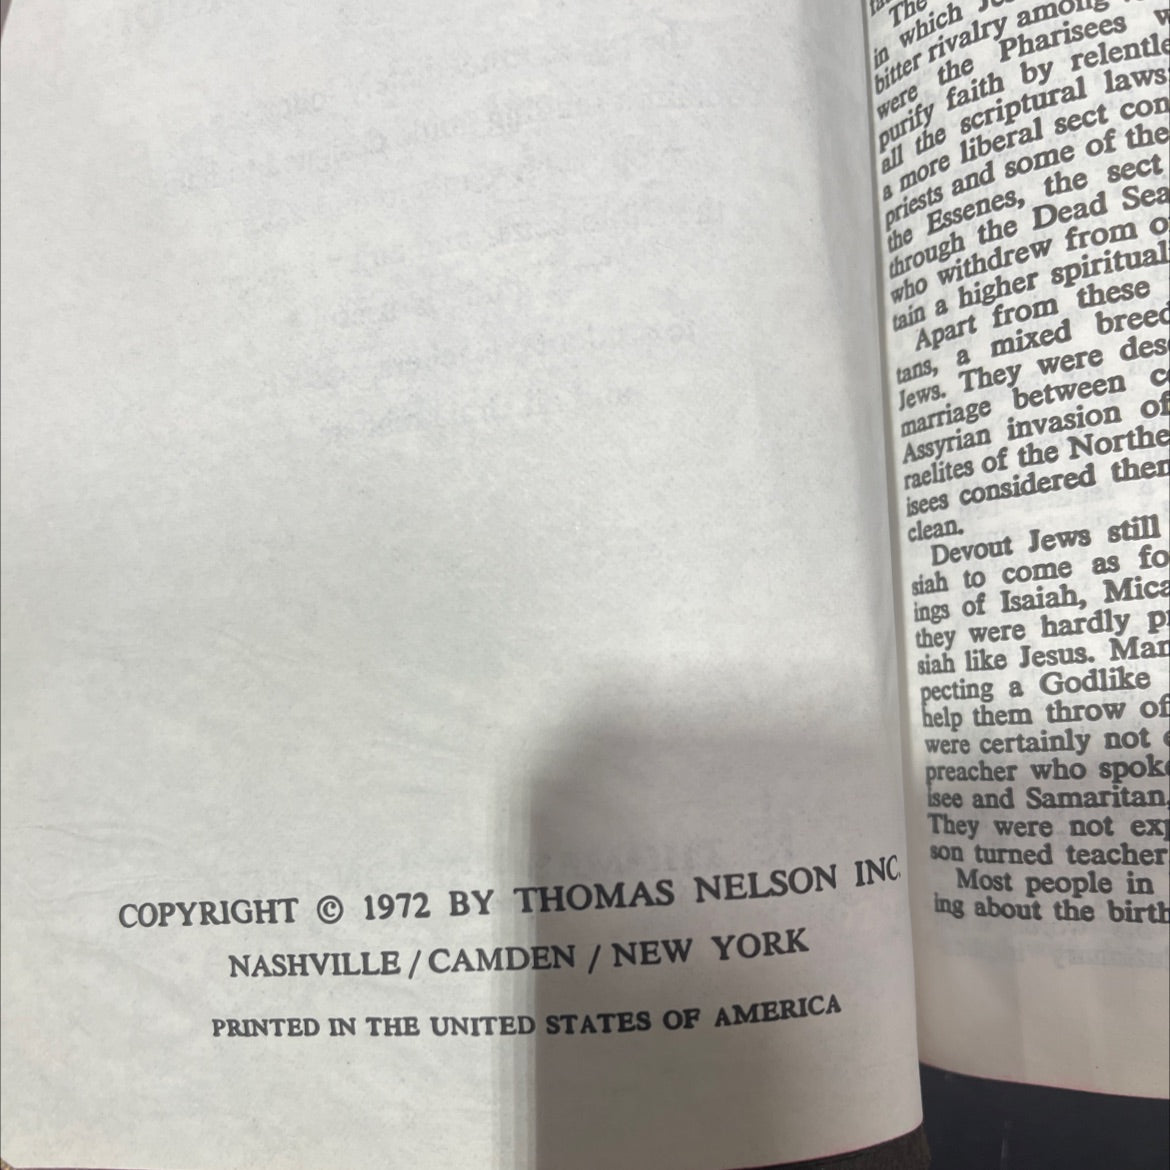 COPYRIGHT © 1972 BY THOMAS NELSON INC.
NASHVILLE / CAMDEN / NEW YORK
PRINTED IN THE UNITED STATES OF AMERICA
The
in which
bitter rivalry among
were the Pharisees
purify faith by relentle
all the scriptural laws
a more liberal sect con
priests and some of the
the Essenes, the sect
through the Dead Sea
who withdrew from o
tain a higher spiritual
Apart from these
tans, a mixed breed
Jews. They were des
marriage between c
Assyrian invasion of
raelites of the Northe
isees considered them
clean.
Devout Jews still
siah to come as fo
ings of Isaiah, Mica
they were hardly p
siah like Jesus. Man
pecting a Godlike
help them throw of
were certainly not
preacher who spok
isee and Samaritan,
They were not exp
son turned teacher
Most people in
ing about the birth